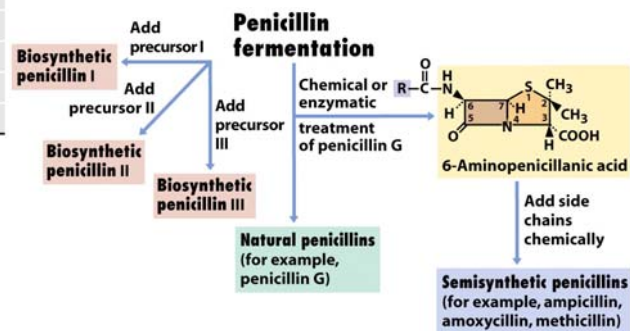 Penicillin
fermentation
Add
precursor I
Biosynthetic
penicillin I
Add
precursor II
Biosynthetic
penicillin II
Add
precursor
III
Biosynthetic
penicillin III
Chemical or
enzymatic
treatment
of penicillin G
Natural penicillins
(for example,
penicillin G)
O
R–C–N
H
H
6
7
H
S
1
2
CH3
CH3
5
O
N
4
3
COOH
H
6-Aminopenicillanic acid
Add side
chains
chemically
Semisynthetic penicillins
(for example, ampicillin,
amoxycillin, methicillin)